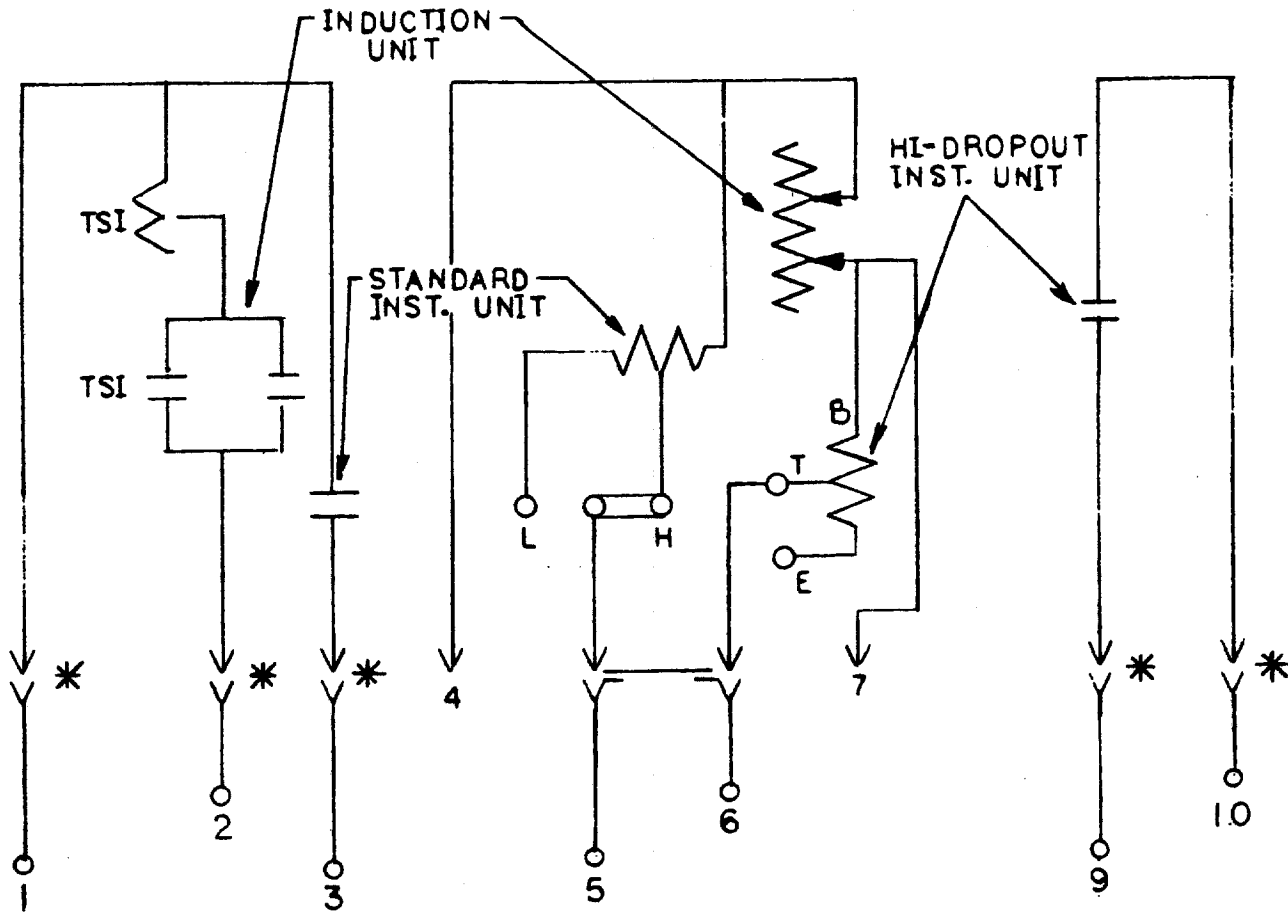 INDUCTION
UNIT
HI-DROPOUT
INST. UNIT
TSI
STANDARD
INST. UNIT
TSI
B
T
L
H
E
*
*
*
*
*
4
7
2
6
10
1
3
5
9